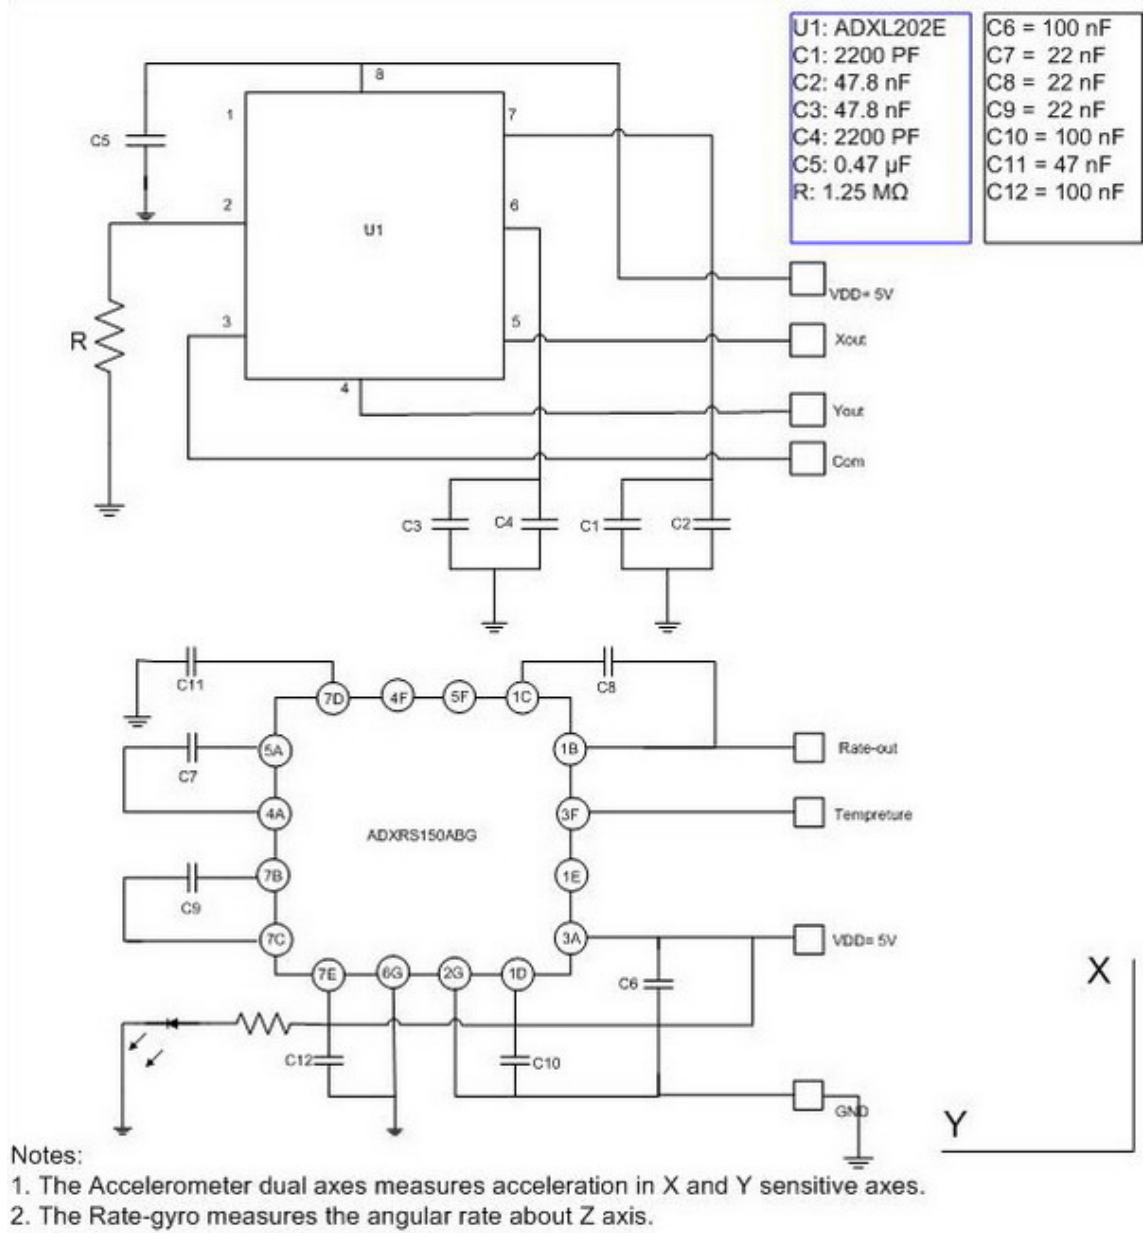 U1: ADXL202E
C1: 2200 PF
C2: 47.8 nF
C3: 47.8 nF
C4: 2200 PF
C5: 0.47 µF
R: 1.25 MΩ
C6 = 100 nF
C7 = 22 nF
C8 = 22 nF
C9 = 22 nF
C10 = 100 nF
C11 = 47 nF
C12 = 100 nF
8
1
7
C5
2
6
U1
3
5
R
4
VDD= 5V
Xout
Yout
Com
C3
C4
C1
C2
C11
C8
7D
4F
5F
1C
5A
1B
Rate-out
C7
4A
3F
Tempreture
ADXRS150ABG
7B
1E
C9
7C
3A
VDD= 5V
7E
6G
2G
1D
C6
X
C12
C10
GND
Y
Notes:
1. The Accelerometer dual axes measures acceleration in X and Y sensitive axes.
2. The Rate-gyro measures the angular rate about Z axis.